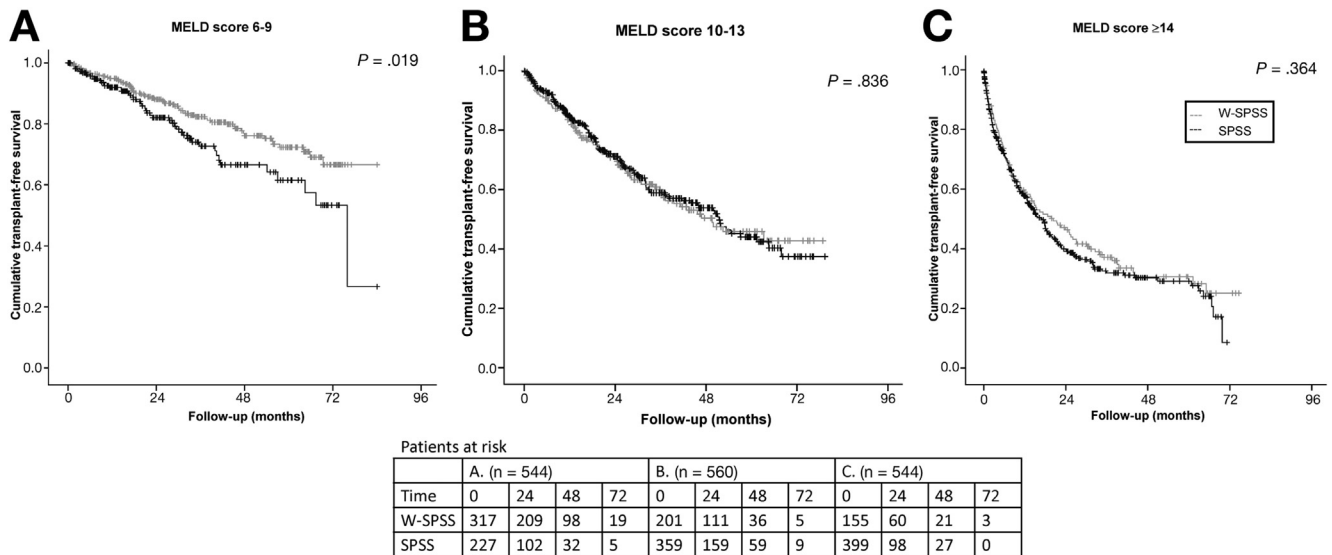 A
MELD score 6-9
P = .019
Cumulative transplant-free survival
1.0
0.8
0.6
0.4
0.2
0.0
0 24 48 72 96
Follow-up (months)
B
MELD score 10-13
P = .836
Cumulative transplant-free survival
1.0
0.8
0.6
0.4
0.2
0.0
0 24 48 72 96
Follow-up (months)
C
MELD score ≥14
P = .364
W-SPSS
SPSS
Cumulative transplant-free survival
1.0
0.8
0.6
0.4
0.2
0.0
0 24 48 72 96
Follow-up (months)
Patients at risk
A. (n = 544) B. (n = 560) C. (n = 544)
Time 0 24 48 72 0 24 48 72 0 24 48 72
W-SPSS 317 209 98 19 201 111 36 5 155 60 21 3
SPSS 227 102 32 5 359 159 59 9 399 98 27 0